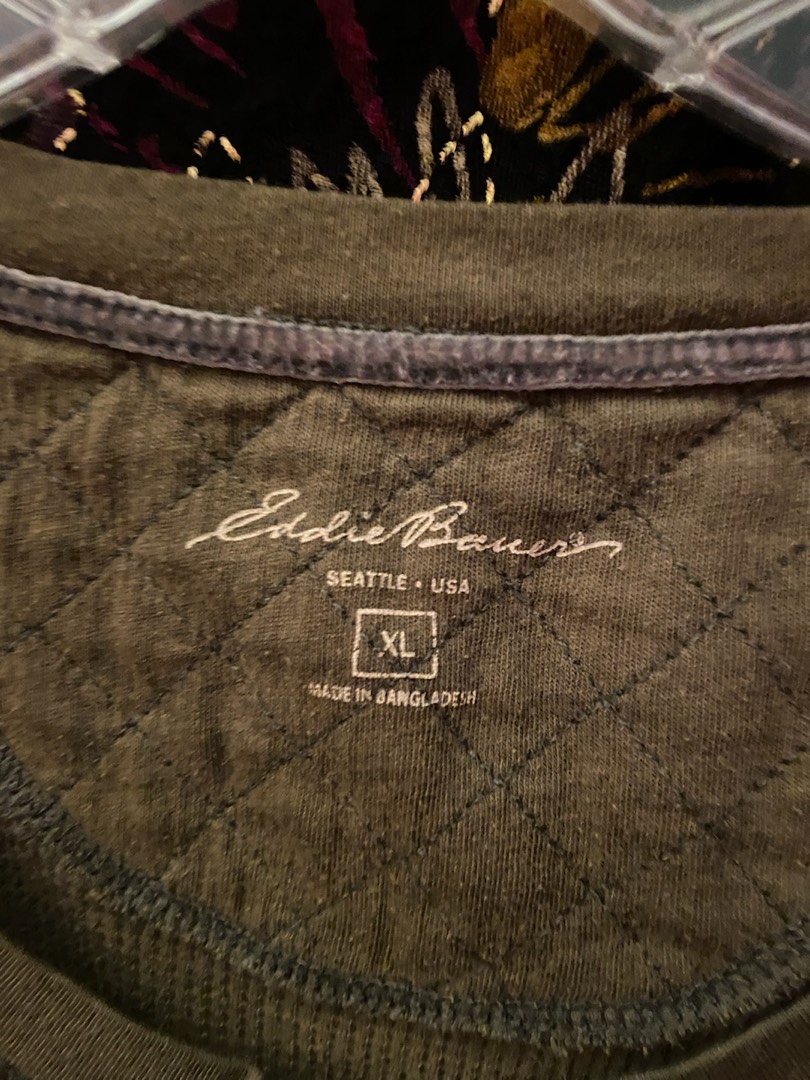 Eddie Bauer
SEATTLE • USA
XL
MADE IN BANGLADESH